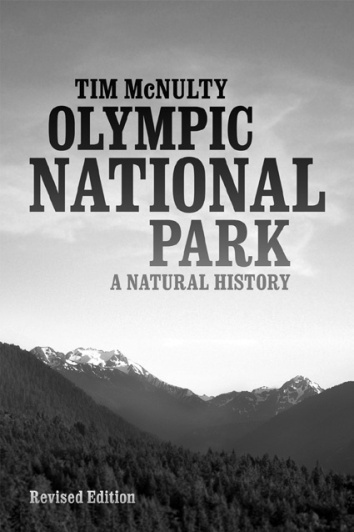 TIM McNULTY
OLYMPIC
NATIONAL
PARK
A NATURAL HISTORY
Revised Edition